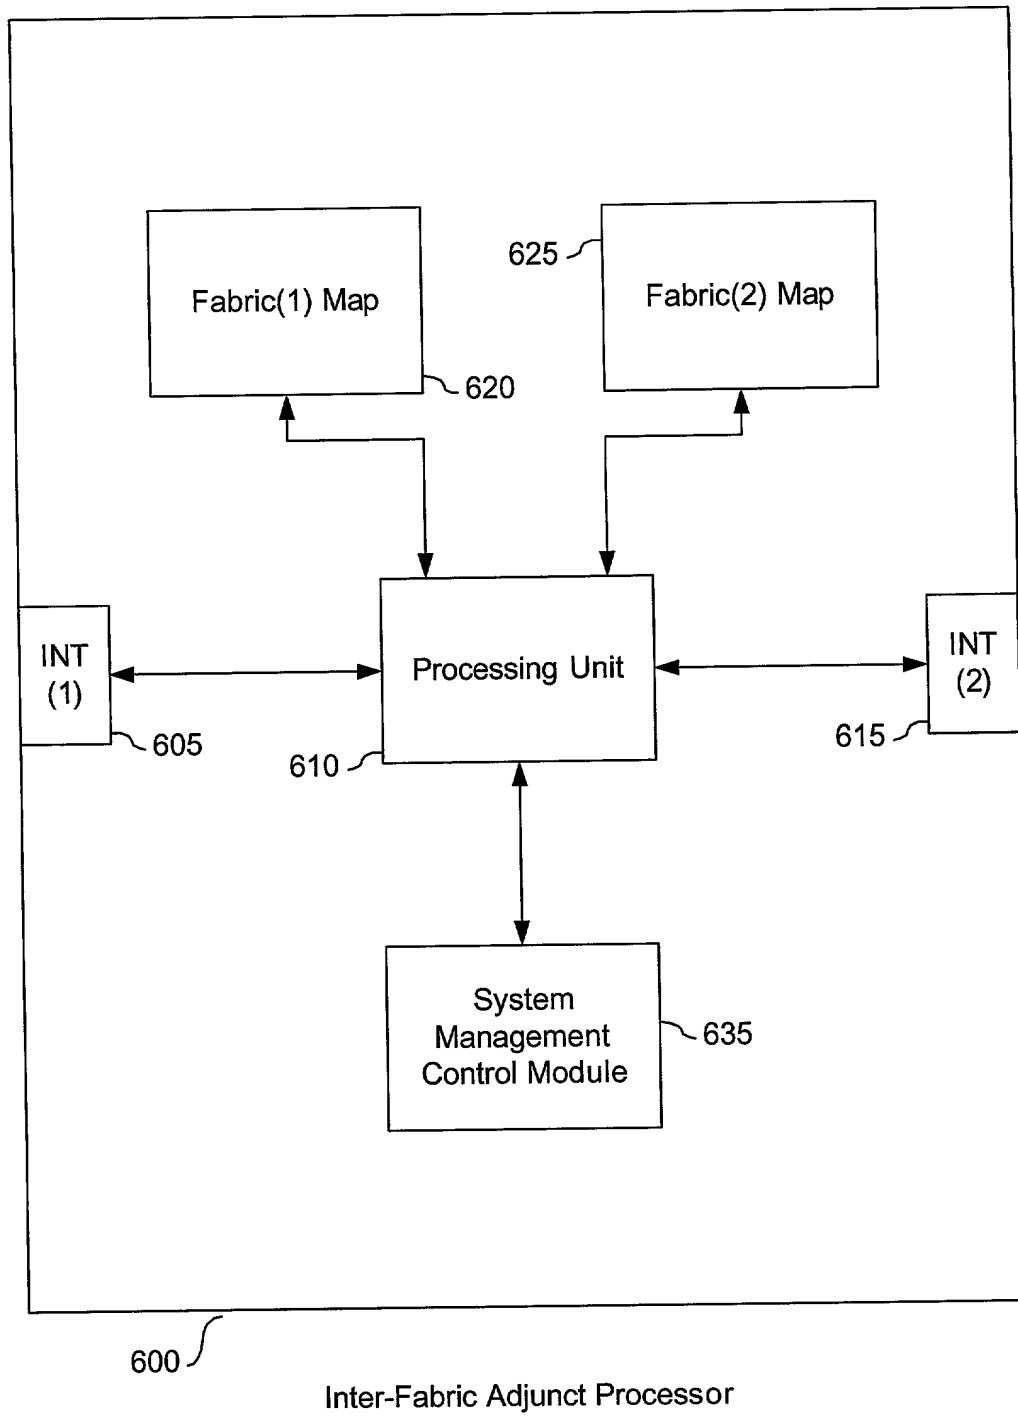 625
Fabric(1) Map
Fabric(2) Map
620
INT
(1)
Processing Unit
INT
(2)
605
610
615
System
Management
Control Module
635
600
Inter-Fabric Adjunct Processor